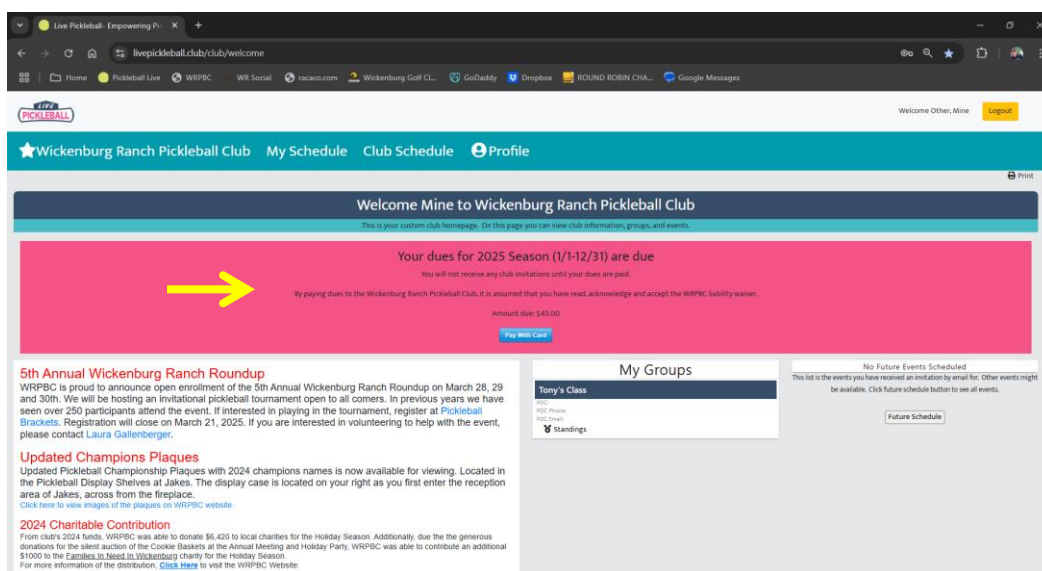 Live Pickleball- Empowering Pi
livepickleball.club/club/welcome
Home Pickleball Live WRPBC WR Social racaco.com Wickenburg Golf Cl... GoDaddy Dropbox ROUND ROBIN CHA... Google Messages
LIVE
PICKLEBALL
Welcome Other, Mine Logout
Wickenburg Ranch Pickleball Club My Schedule Club Schedule Profile
Print
Welcome Mine to Wickenburg Ranch Pickleball Club
This is your custom club homepage. On this page you can view club information, groups, and events.
Your dues for 2025 Season (1/1-12/31) are due
You will not receive any club invitations until your dues are paid.
By paying dues to the Wickenburg Ranch Pickleball Club, it is assumed that you have read, acknowledge and accept the WRPBC liability waiver.
Amount due: $40.00
Pay With Card
5th Annual Wickenburg Ranch Roundup
WRPBC is proud to announce open enrollment of the 5th Annual Wickenburg Ranch Roundup on March 28, 29
and 30th. We will be hosting an invitational pickleball tournament open to all comers. In previous years we have
seen over 250 participants attend the event. If interested in playing in the tournament, register at Pickleball
Brackets. Registration will close on March 21, 2025. If you are interested in volunteering to help with the event,
please contact Laura Gallenberger.
Updated Champions Plaques
Updated Pickleball Championship Plaques with 2024 champions names is now available for viewing. Located in
the Pickleball Display Shelves at Jakes. The display case is located on your right as you first enter the reception
area of Jakes, across from the fireplace.
Click here to view images of the plaques on WRPBC website.
2024 Charitable Contribution
From club's 2024 funds, WRPBC was able to donate $6,420 to local charities for the Holiday Season. Additionally, due the the generous
donations for the silent auction of the Cookie Baskets at the Annual Meeting and Holiday Party, WRPBC was able to contribute an additional
$1000 to the Families In Need In Wickenburg charity for the Holiday Season.
For more information of the distribution, Click Here to visit the WRPBC Website.
My Groups
Tony's Class
POC:
POC Phone:
POC Email:
Standings
No Future Events Scheduled
This list is the events you have received an invitation by email for. Other events might
be available. Click future schedule button to see all events.
Future Schedule